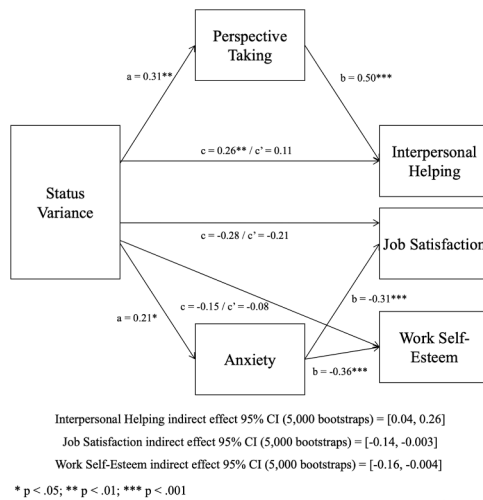 Perspective
Taking
a = 0.31**
b = 0.50***
c = 0.26** / c' = 0.11
Interpersonal
Helping
Status
Variance
c = -0.28 / c' = -0.21
Job Satisfaction
b = -0.31***
c = -0.15 / c' = -0.08
a = 0.21*
Anxiety
b = -0.36***
Work Self-
Esteem
Interpersonal Helping indirect effect 95% CI (5,000 bootstraps) = [0.04, 0.26]
Job Satisfaction indirect effect 95% CI (5,000 bootstraps) = [-0.14, -0.003]
Work Self-Esteem indirect effect 95% CI (5,000 bootstraps) = [-0.16, -0.004]
* p < .05; ** p < .01; *** p < .001